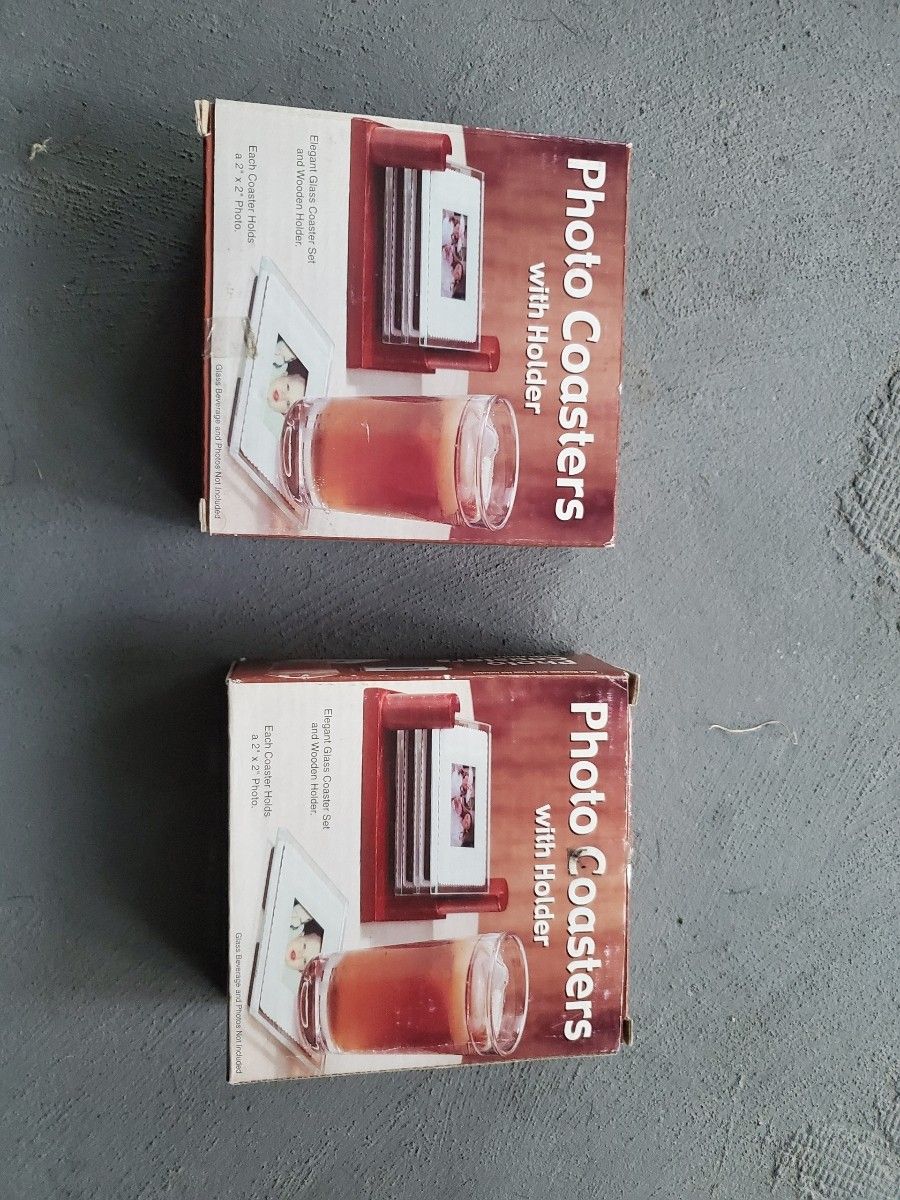 Photo Coasters
with Holder
Elegant Glass Coaster Set
and Wooden Holder.
Each Coaster Holds
a 2" x 2" Photo.
Glass Beverage and Photos Not Included
Photo
Photo Coasters
with Holder
Elegant Glass Coaster Set
and Wooden Holder.
Each Coaster Holds
a 2" x 2" Photo.
Glass Beverage and Photos Not Included